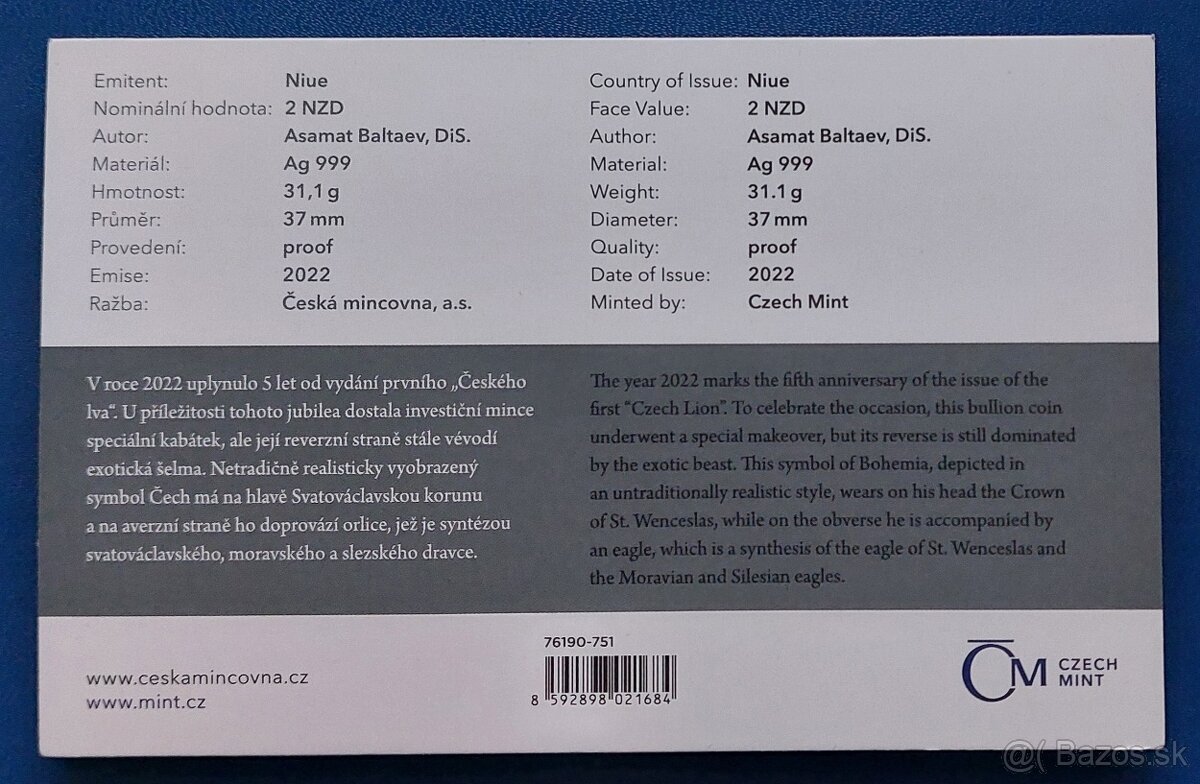 Emitent: Niue
Nominální hodnota: 2 NZD
Autor: Asamat Baltaev, DiS.
Materiál: Ag 999
Hmotnost: 31,1 g
Průměr: 37 mm
Provedení: proof
Emise: 2022
Ražba: Česká mincovna, a.s.
Country of Issue: Niue
Face Value: 2 NZD
Author: Asamat Baltaev, DiS.
Material: Ag 999
Weight: 31.1 g
Diameter: 37 mm
Quality: proof
Date of Issue: 2022
Minted by: Czech Mint
V roce 2022 uplynulo 5 let od vydání prvního „Českého
lva“. U příležitosti tohoto jubilea dostala investiční mince
speciální kabátek, ale její reverzní straně stále vévodí
exotická šelma. Netradičně realisticky vyobrazený
symbol Čech má na hlavě Svatováclavskou korunu
a na averzní straně ho doprovází orlice, jež je syntézou
svatováclavského, moravského a slezského dravce.
The year 2022 marks the fifth anniversary of the issue of the
first “Czech Lion”. To celebrate the occasion, this bullion coin
underwent a special makeover, but its reverse is still dominated
by the exotic beast. This symbol of Bohemia, depicted in
an untraditionally realistic style, wears on his head the Crown
of St. Wenceslas, while on the obverse he is accompanied by
an eagle, which is a synthesis of the eagle of St. Wenceslas and
the Moravian and Silesian eagles.
www.ceskamincovna.cz
www.mint.cz
76190-751
8 592898 021684
CM CZECH
MINT
@( Bazos.sk